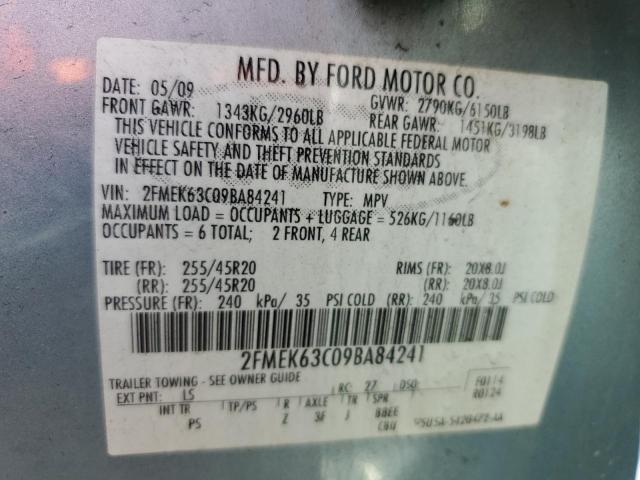 MFD. BY FORD MOTOR CO.
DATE: 05/09 GVWR: 2790KG/6150LB
FRONT GAWR: 1343KG/2960LB REAR GAWR: 1451KG/3198LB
THIS VEHICLE CONFORMS TO ALL APPLICABLE FEDERAL MOTOR
VEHICLE SAFETY AND THEFT PREVENTION STANDARDS
IN EFFECT ON THE DATE OF MANUFACTURE SHOWN ABOVE.
VIN: 2FMEK63C09BA84241 TYPE: MPV
MAXIMUM LOAD = OCCUPANTS + LUGGAGE = 526KG/1160LB
OCCUPANTS = 6 TOTAL; 2 FRONT, 4 REAR
TIRE (FR): 255/45R20 RIMS (FR): 20X8.0J
(RR): 255/45R20 (RR): 20X8.0J
PRESSURE (FR): 240 kPa/ 35 PSI COLD (RR): 240 kPa/ 35 PSI COLD
2FMEK63C09BA84241
TRAILER TOWING - SEE OWNER GUIDE
EXT PNT: LS RC: 27 DSO: F0114
R0124
INT TR TP/PS R AXLE TR SPR
PS Z 3F J BBEE